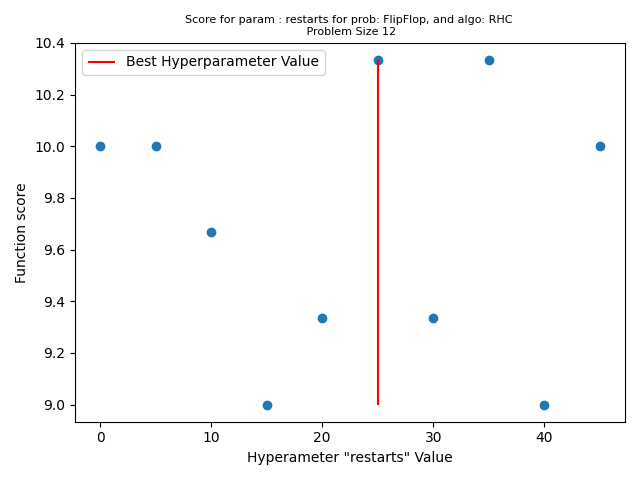 Score for param : restarts for prob: FlipFlop, and algo: RHC
Problem Size 12
Best Hyperparameter Value
10.4
10.2
10.0
9.8
9.6
9.4
9.2
9.0
Function score
0 10 20 30 40
Hyperameter "restarts" Value